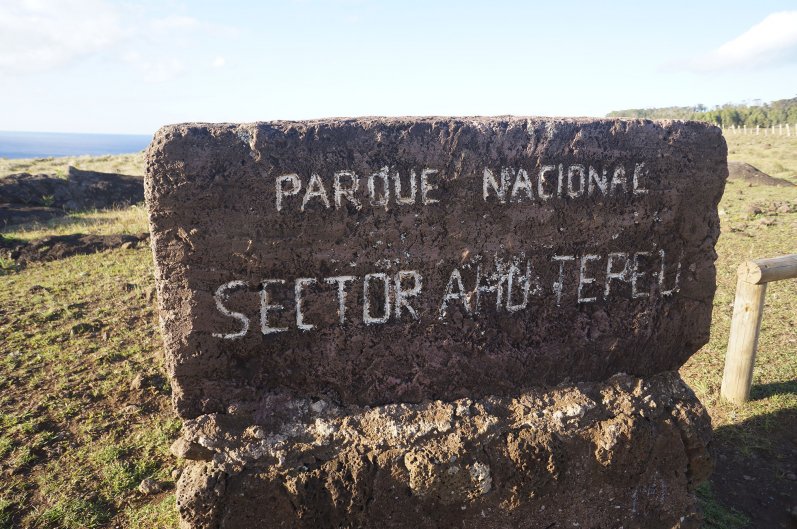 PARQUE NACIONAL
SECTOR AHU TEPEU